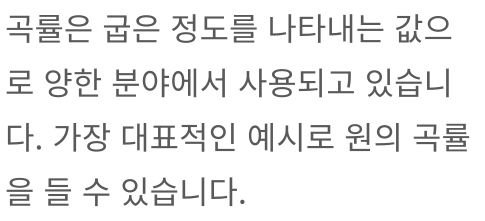 곡률은 굽은 정도를 나타내는 값으
로 양한 분야에서 사용되고 있습니
다. 가장 대표적인 예시로 원의 곡률
을 들 수 있습니다.